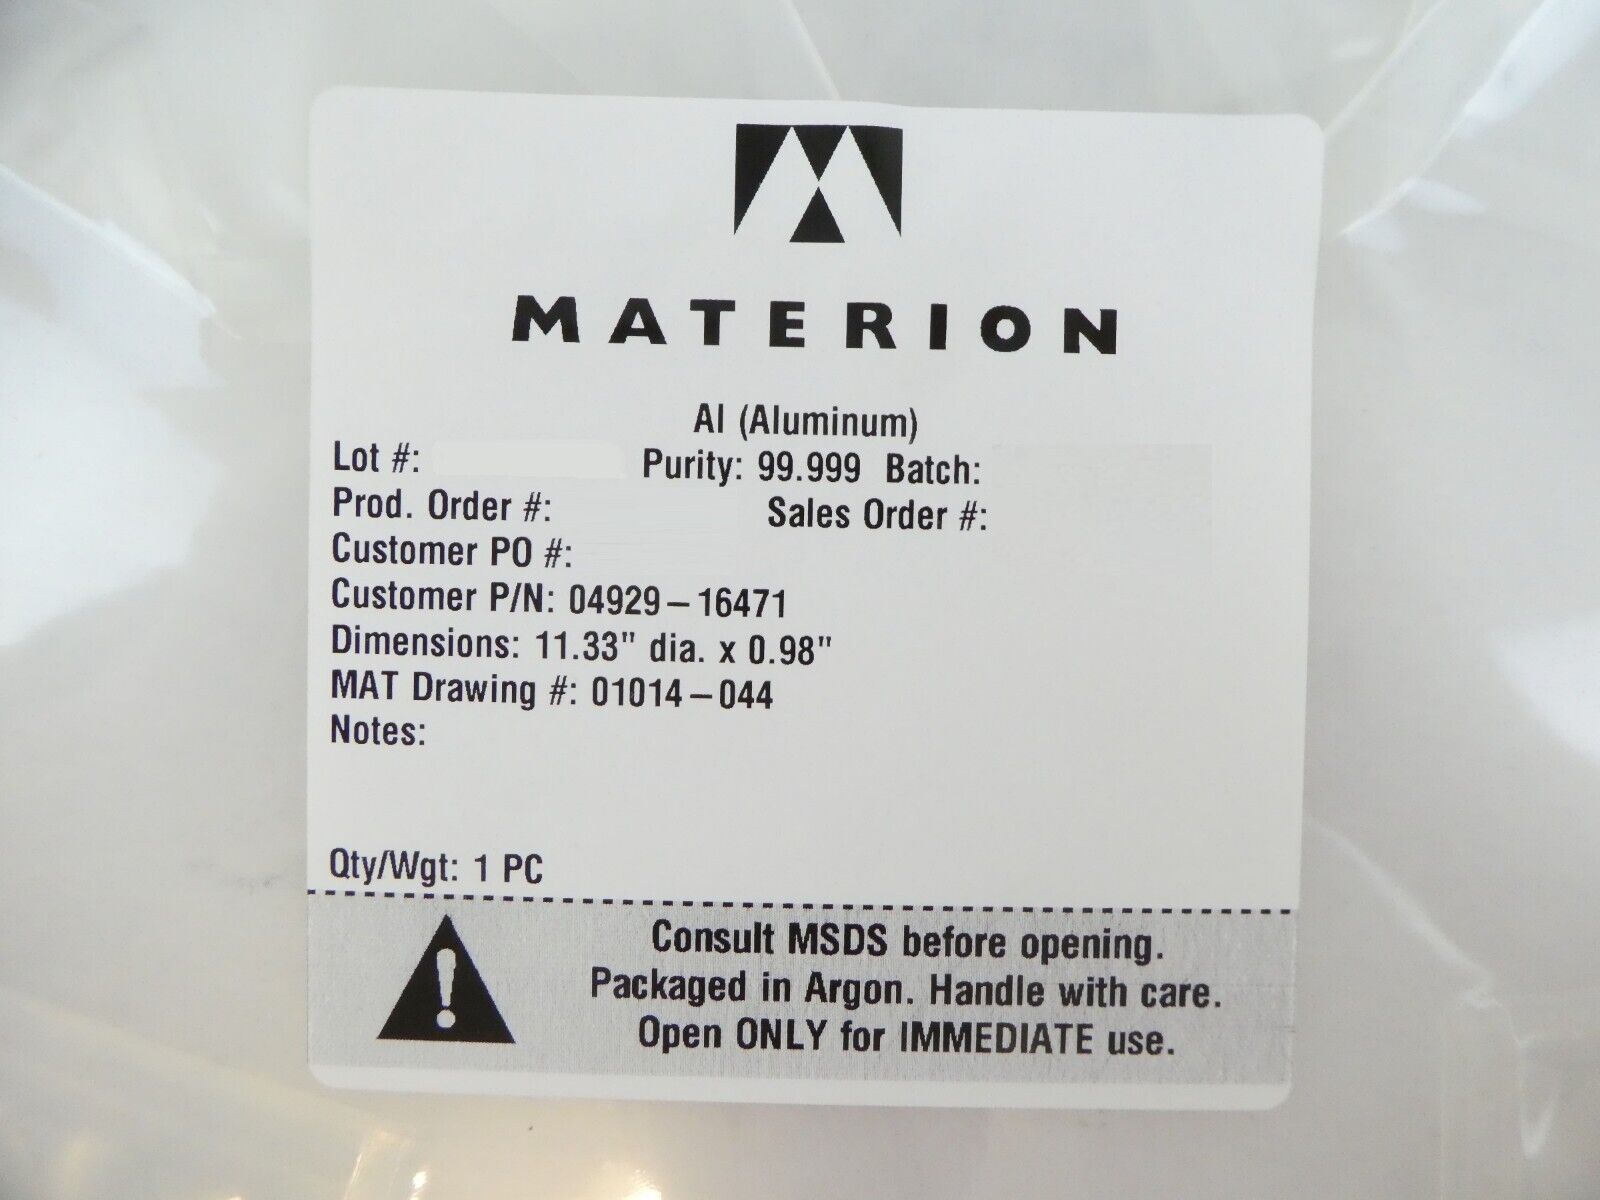 MATERION
Al (Aluminum)
Lot #: Purity: 99.999 Batch:
Prod. Order #: Sales Order #:
Customer PO #:
Customer P/N: 04929-16471
Dimensions: 11.33" dia. x 0.98"
MAT Drawing #: 01014-044
Notes:
Qty/Wgt: 1 PC
Consult MSDS before opening.
Packaged in Argon. Handle with care.
Open ONLY for IMMEDIATE use.